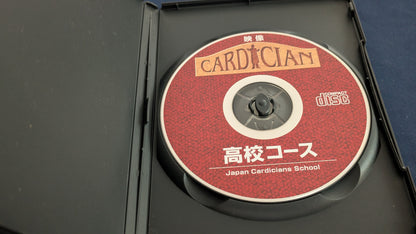 映像
CARDICIAN
COMPACT
disc
高校コース
Japan Cardicians School